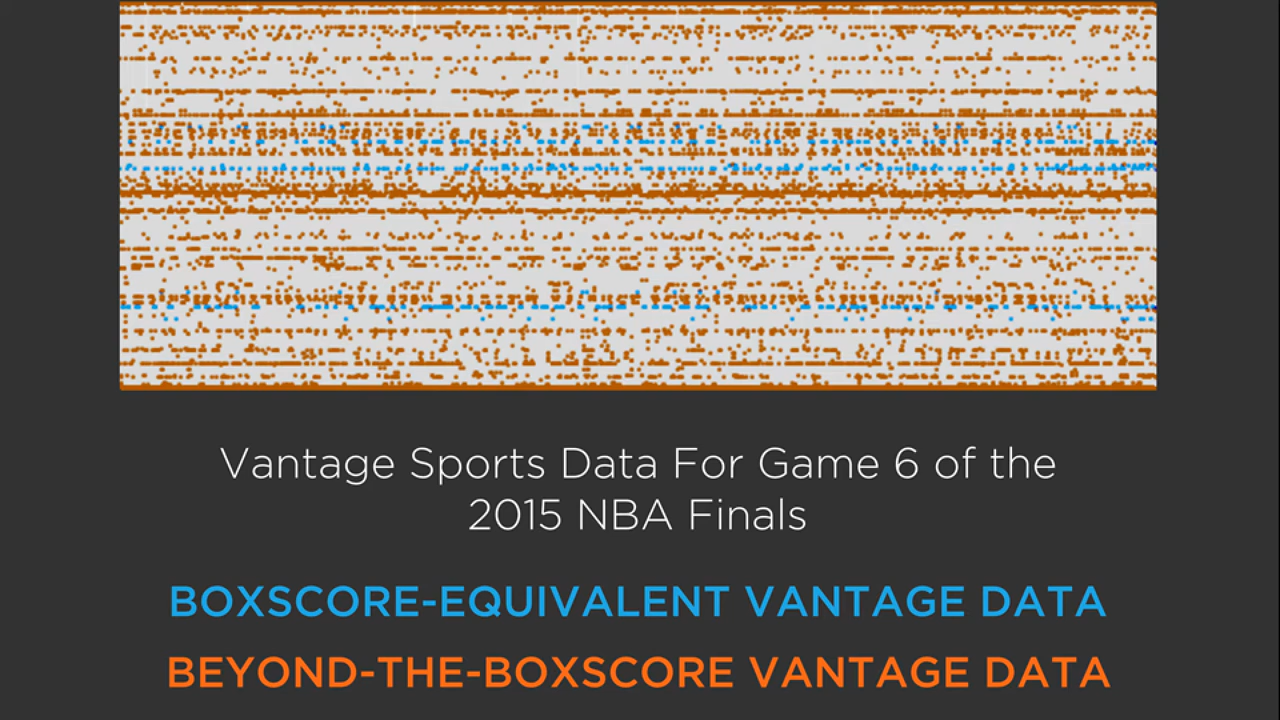 Vantage Sports Data For Game 6 of the
2015 NBA Finals
BOXSCORE-EQUIVALENT VANTAGE DATA
BEYOND-THE-BOXSCORE VANTAGE DATA